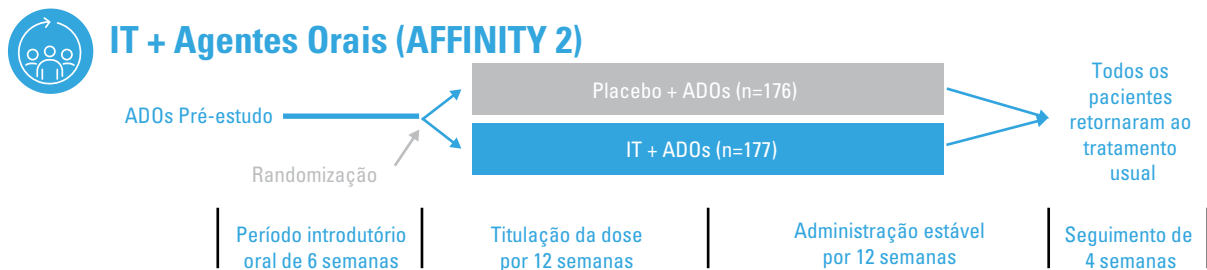 IT + Agentes Orais (AFFINITY 2)
ADOs Pré-estudo
Randomização
Placebo + ADOs (n=176)
IT + ADOs (n=177)
Todos os
pacientes
retornaram ao
tratamento
usual
Período introdutório
oral de 6 semanas
Titulação da dose
por 12 semanas
Administração estável
por 12 semanas
Seguimento de
4 semanas